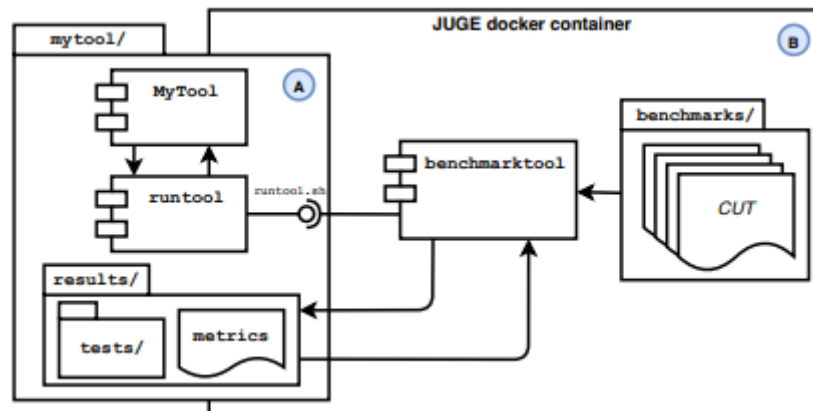 JUGE docker container
B
mytool/
A
MyTool
benchmarks/
benchmarktool
runtool.sh
runtool
CUT
results/
metrics
tests/